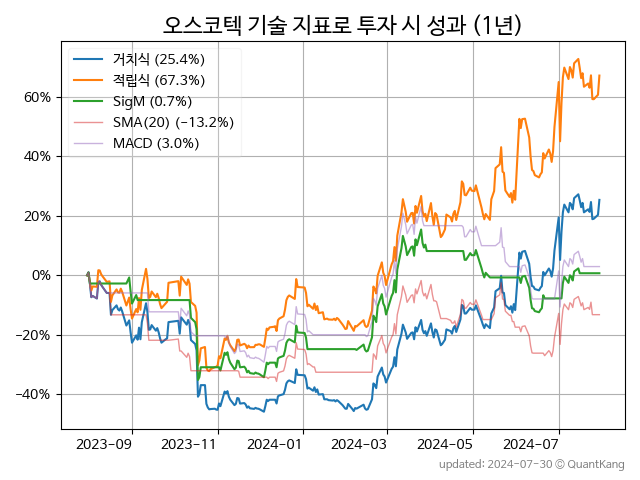 오스코텍 기술 지표로 투자 시 성과 (1년)
거치식 (25.4%)
적립식 (67.3%)
SigM (0.7%)
SMA(20) (-13.2%)
MACD (3.0%)
60%
40%
20%
0%
-20%
-40%
2023-09 2023-11 2024-01 2024-03 2024-05 2024-07
updated: 2024-07-30 © QuantKang